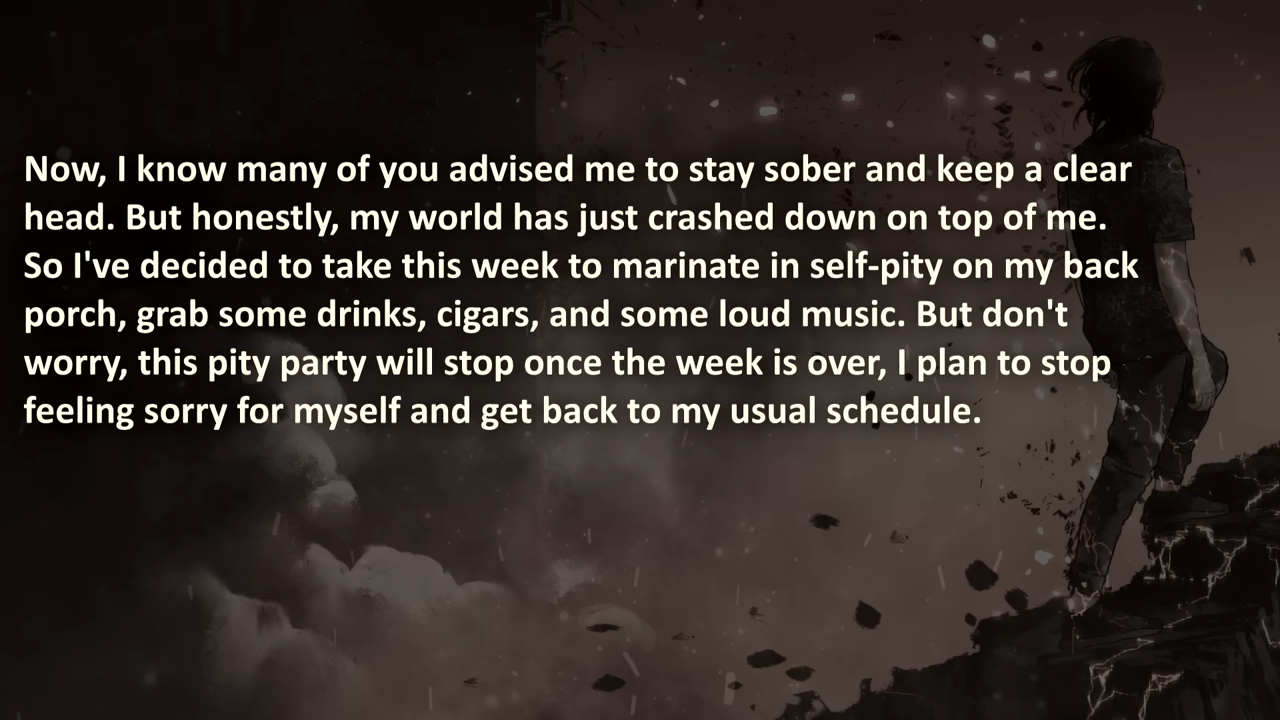 Now, I know many of you advised me to stay sober and keep a clear
head. But honestly, my world has just crashed down on top of me.
So I've decided to take this week to marinate in self-pity on my back
porch, grab some drinks, cigars, and some loud music. But don't
worry, this pity party will stop once the week is over, I plan to stop
feeling sorry for myself and get back to my usual schedule.